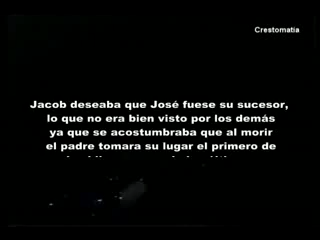 Crestomatía
Jacob deseaba que José fuese su sucesor,
lo que no era bien visto por los demás
ya que se acostumbraba que al morir
el padre tomara su lugar el primero de